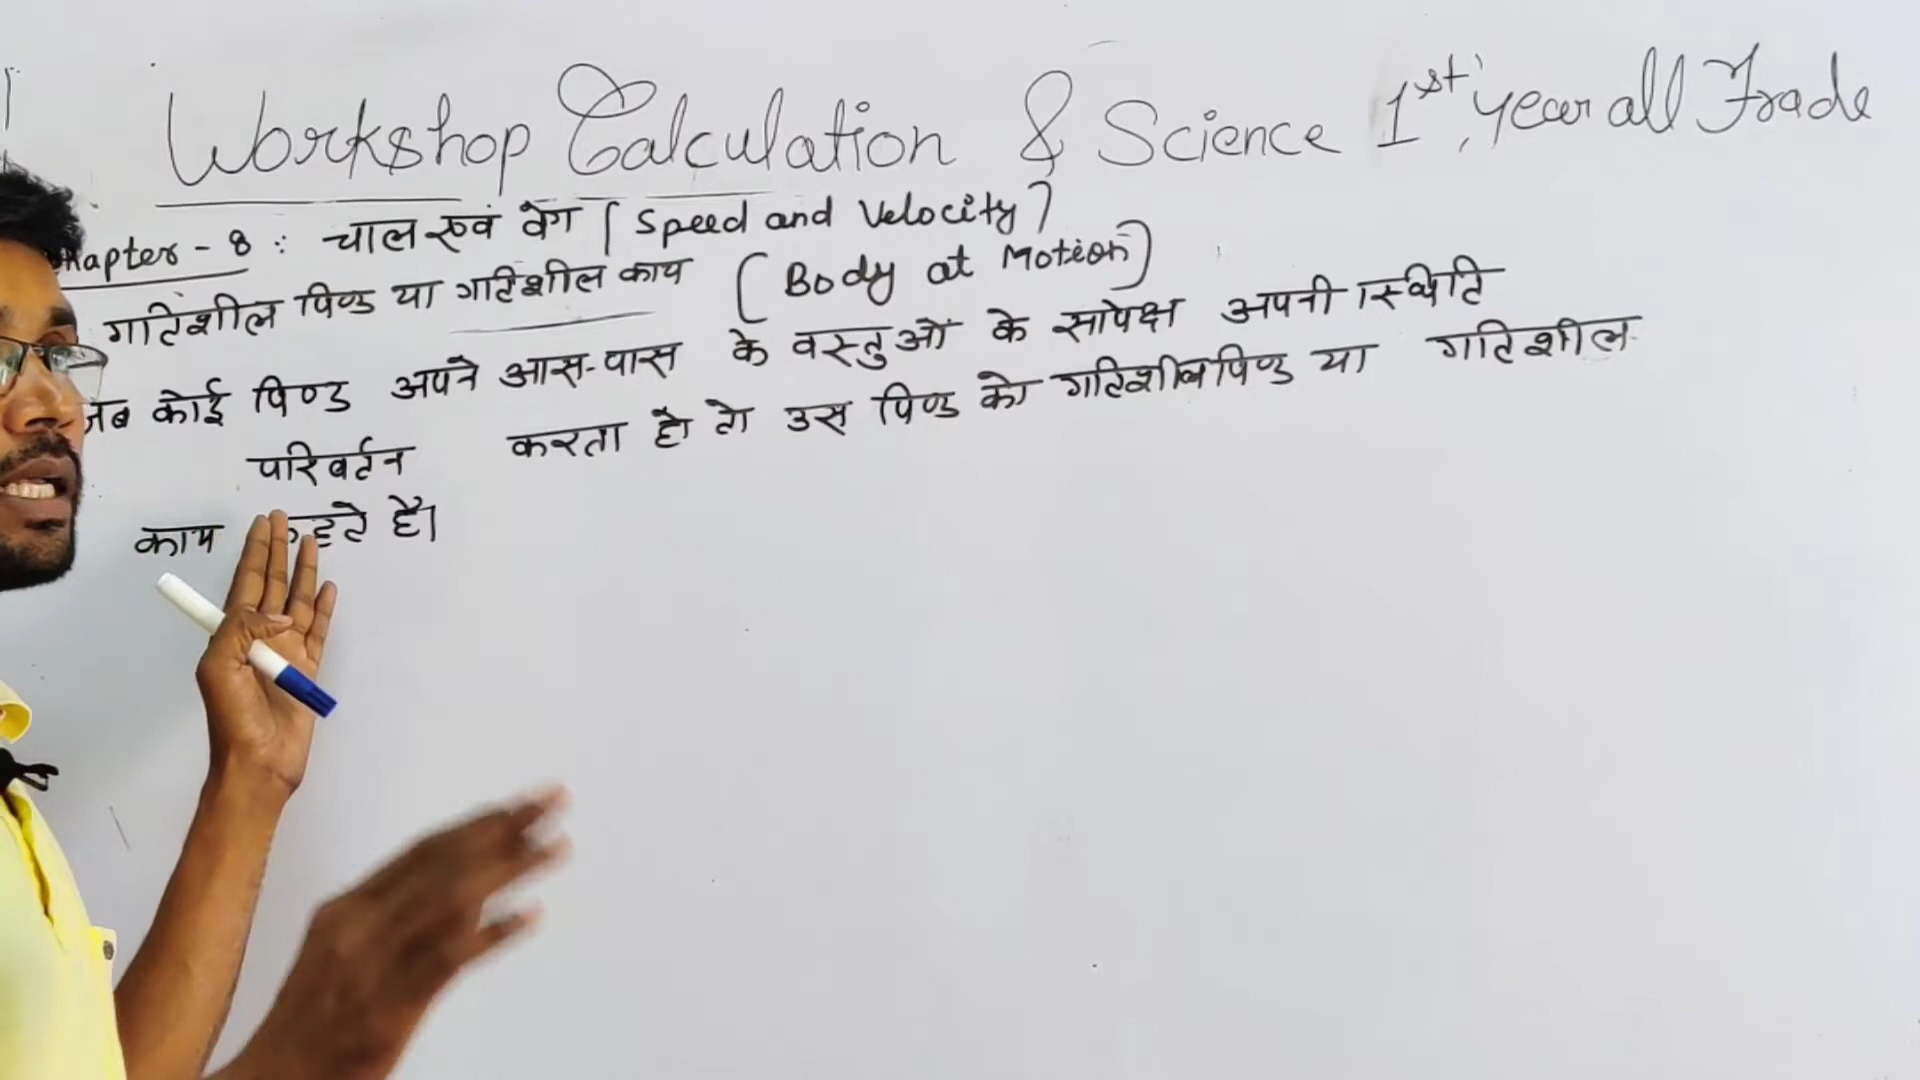 Workshop Calculation & Science 1st, year all Trade
Chapter - 8 : चाल एवं वेग (Speed and Velocity)
गतिशील पिण्ड या गतिशील काय (Body at Motion)
जब कोई पिण्ड अपने आस-पास के वस्तुओं के सापेक्ष अपनी स्थिति
परिवर्तन करता हो तो उस पिण्ड को गतिशील पिण्ड या गतिशील
काय कहते हैं।